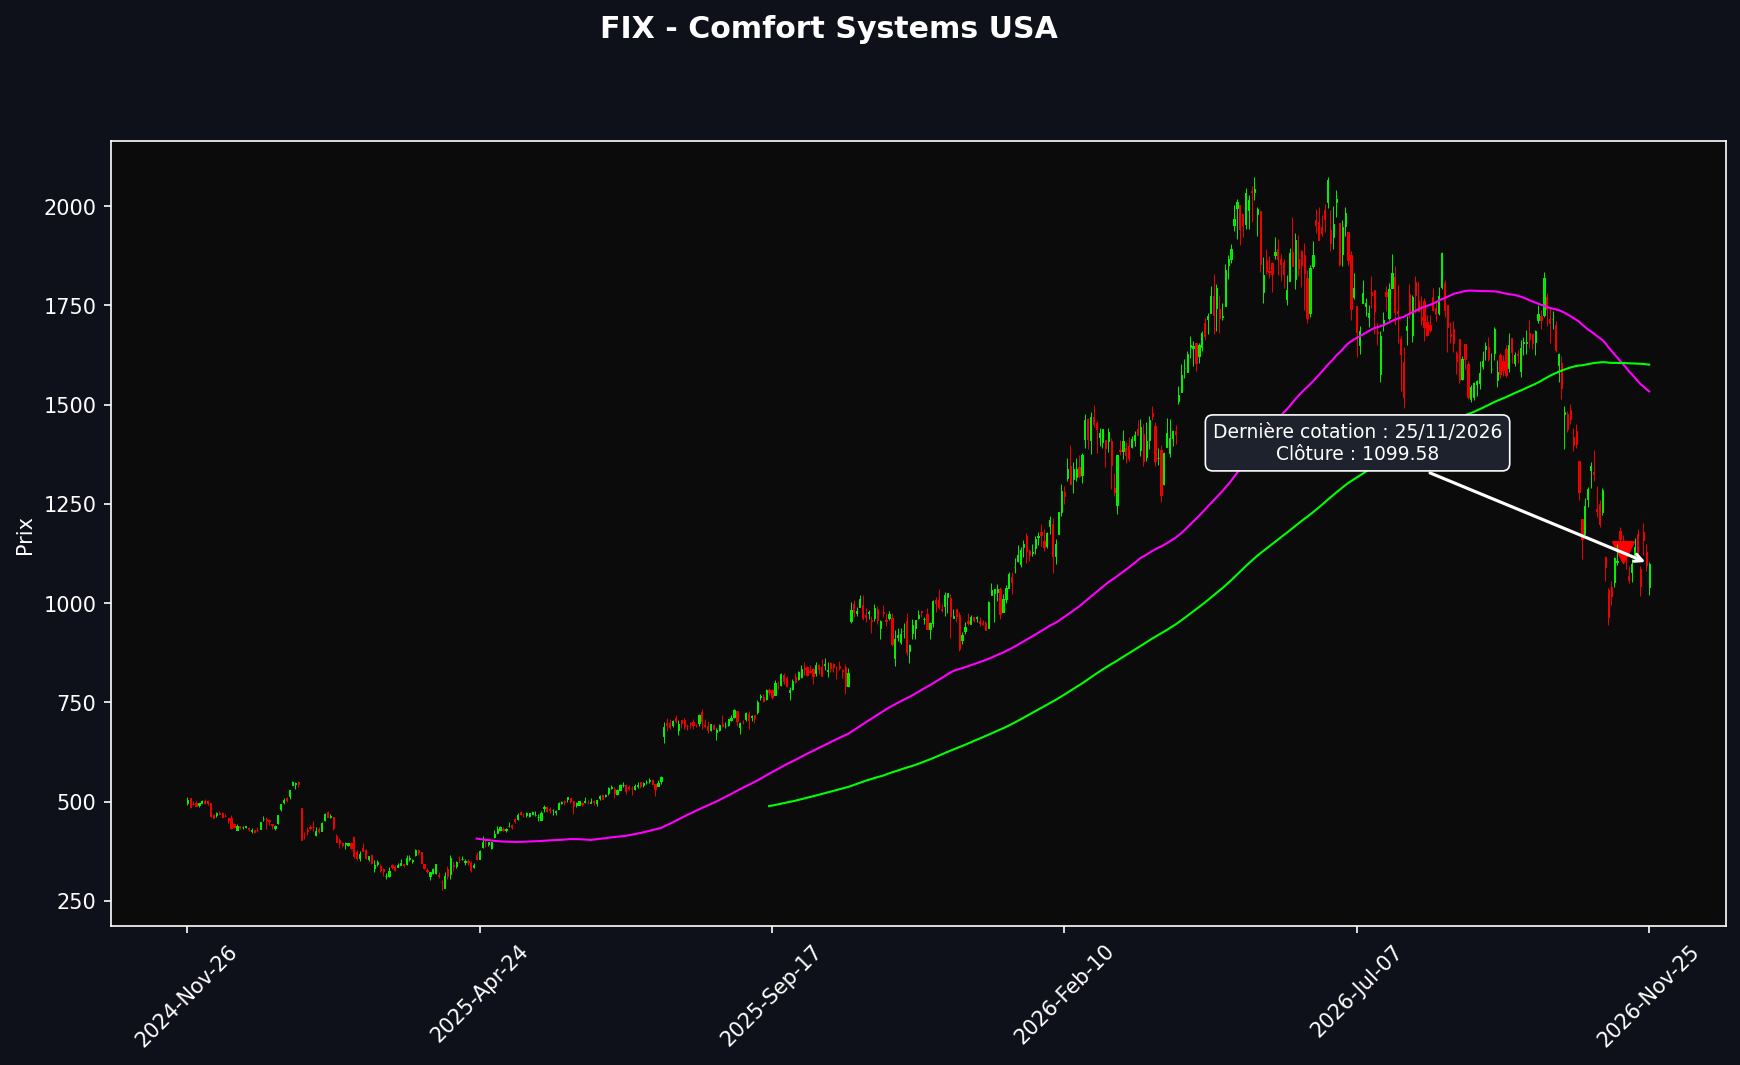 FIX - Comfort Systems USA
Prix
2000
1750
1500
1250
1000
750
500
250
Dernière cotation : 25/11/2026
Clôture : 1099.58
2024-Nov-26
2025-Apr-24
2025-Sep-17
2026-Feb-10
2026-Jul-07
2026-Nov-25